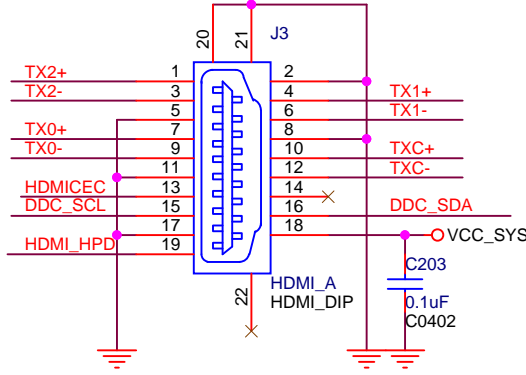 20
21
J3
TX2+ 1 2
TX2- 3 4 TX1+
5 6 TX1-
TX0+ 7 8
TX0- 9 10 TXC+
11 12 TXC-
HDMICEC 13 14
DDC_SCL 15 16 DDC_SDA
17 18 VCC_SYS
HDMI_HPD 19
C203
22
HDMI_A
HDMI_DIP
0.1uF
C0402